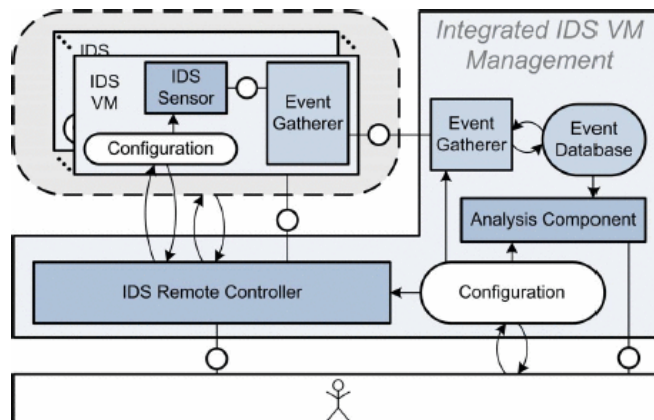 Integrated IDS VM
Management
IDS
IDS
VM
IDS
Sensor
Event
Gatherer
Configuration
Event
Gatherer
Event
Database
Analysis Component
IDS Remote Controller
Configuration